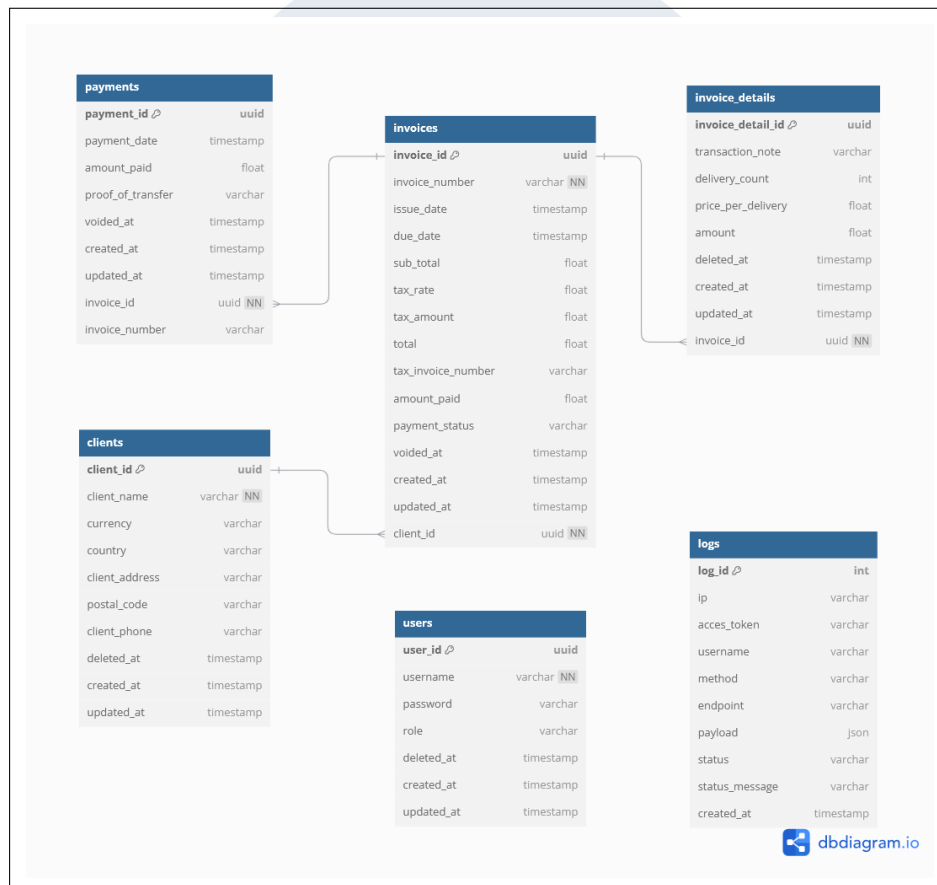 payments
payment_id uuid
payment_date timestamp
amount_paid float
proof_of_transfer varchar
voided_at timestamp
created_at timestamp
updated_at timestamp
invoice_id uuid NN
invoice_number varchar
invoices
invoice_id uuid
invoice_number varchar NN
issue_date timestamp
due_date timestamp
sub_total float
tax_rate float
tax_amount float
total float
tax_invoice_number varchar
amount_paid float
payment_status varchar
voided_at timestamp
created_at timestamp
updated_at timestamp
client_id uuid NN
invoice_details
invoice_detail_id uuid
transaction_note varchar
delivery_count int
price_per_delivery float
amount float
deleted_at timestamp
created_at timestamp
updated_at timestamp
invoice_id uuid NN
clients
client_id uuid
client_name varchar NN
currency varchar
country varchar
client_address varchar
postal_code varchar
client_phone varchar
deleted_at timestamp
created_at timestamp
updated_at timestamp
users
user_id uuid
username varchar NN
password varchar
role varchar
deleted_at timestamp
created_at timestamp
updated_at timestamp
logs
log_id int
ip varchar
acces_token varchar
username varchar
method varchar
endpoint varchar
payload json
status varchar
status_message varchar
created_at timestamp
dbdiagram.io